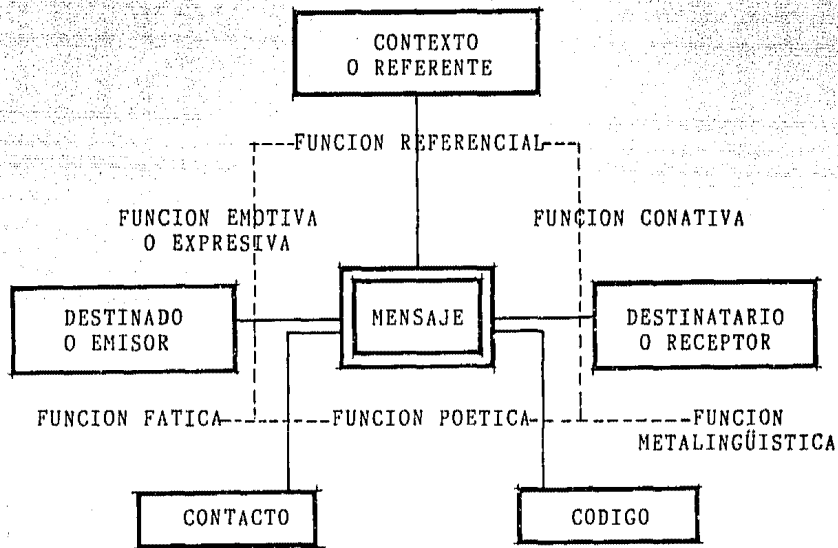 CONTEXTO
O REFERENTE
FUNCION REFERENCIAL
FUNCION EMOTIVA
O EXPRESIVA
FUNCION CONATIVA
DESTINADO
O EMISOR
MENSAJE
DESTINATARIO
O RECEPTOR
FUNCION FATICA
FUNCION POETICA
FUNCION
METALINGÜISTICA
CONTACTO
CODIGO